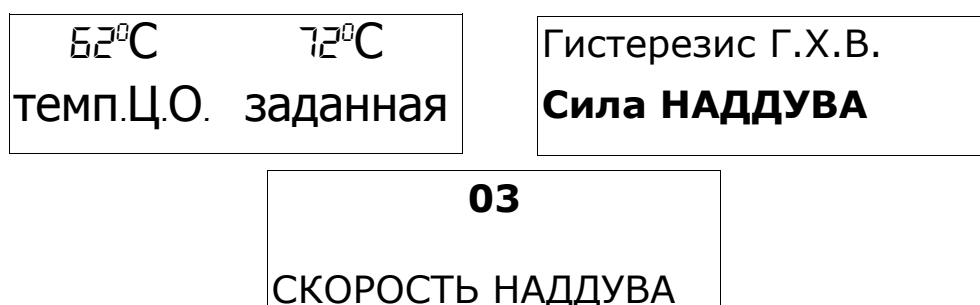 62°C 72°C
темп.Ц.О. заданная
Гистерезис Г.Х.В.
Сила НАДДУВА
03
СКОРОСТЬ НАДДУВА